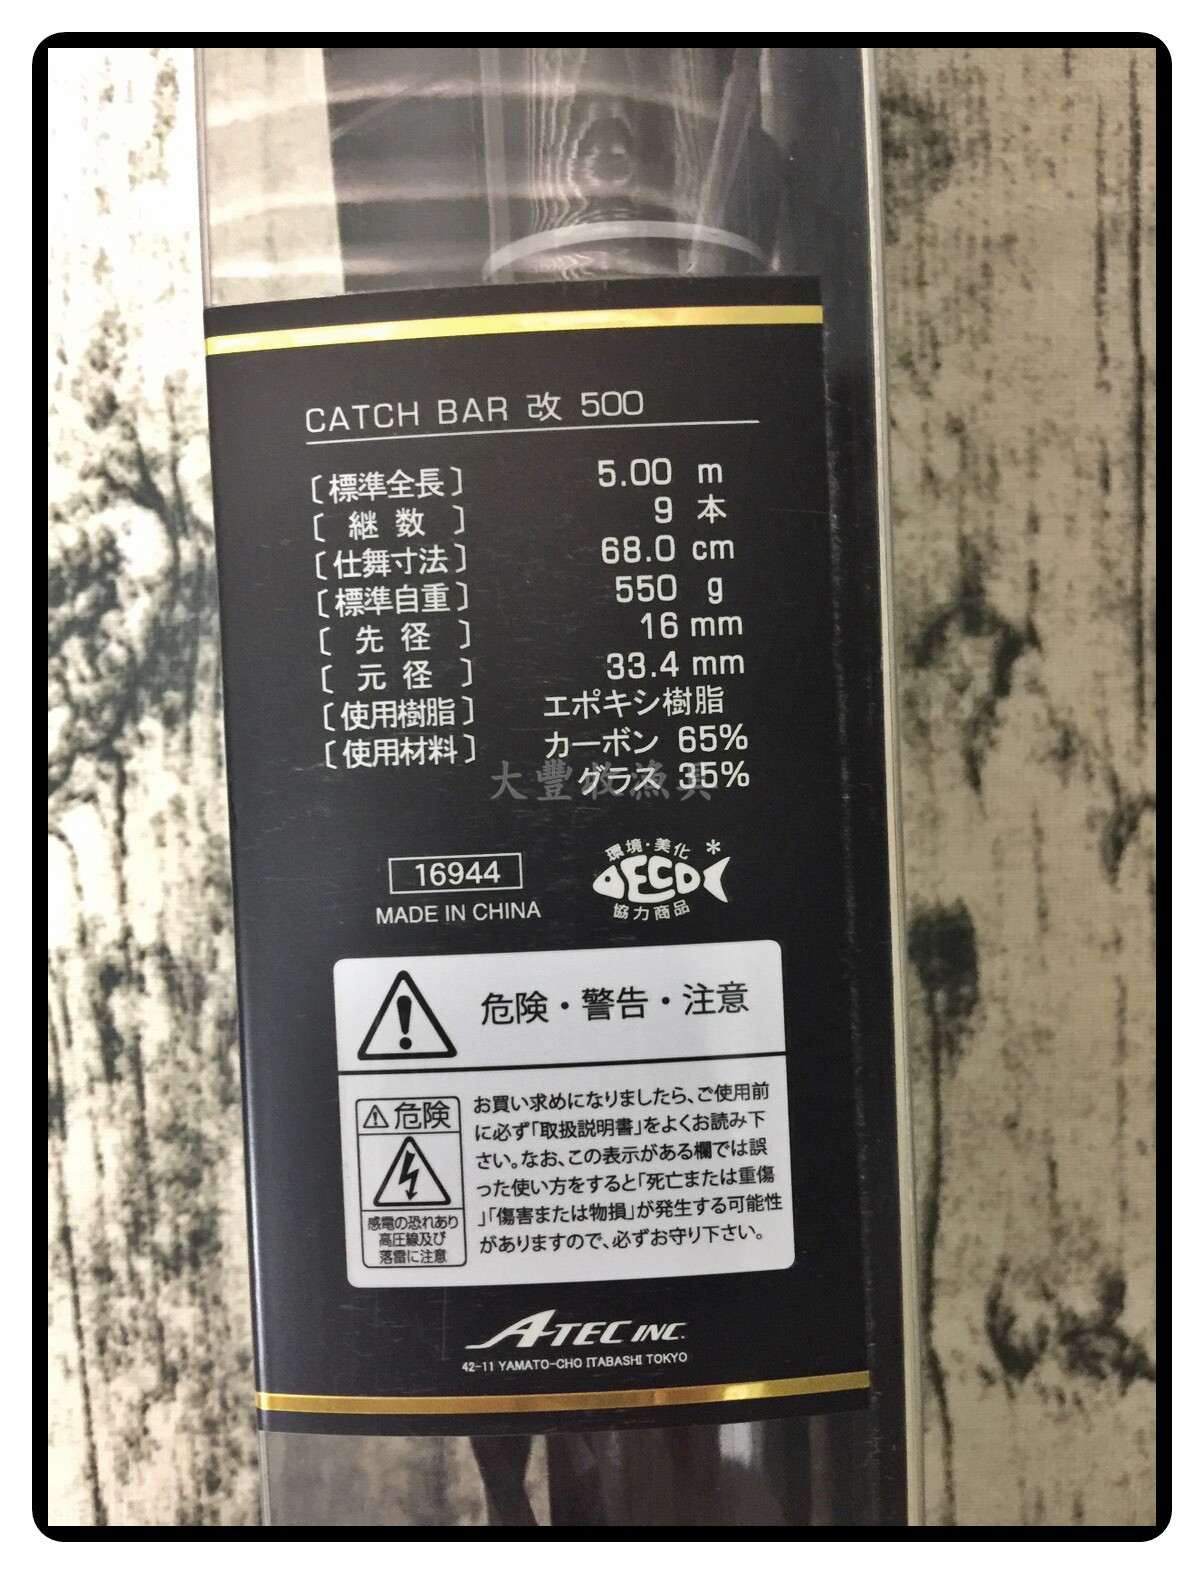 CATCH BAR 改 500
〔標準全長〕 5.00 m
〔継数〕 9 本
〔仕舞寸法〕 68.0 cm
〔標準自重〕 550 g
〔先径〕 16 mm
〔元径〕 33.4 mm
〔使用樹脂〕 エポキシ樹脂
〔使用材料〕 カーボン 65%
グラス 35%
大豐收漁具
16944
MADE IN CHINA
環境・美化
ECO
協力商品
危険・警告・注意
危険
感電の恐れあり
高圧線及び
落雷に注意
お買い求めになりましたら、ご使用前
に必ず「取扱説明書」をよくお読み下
さい。なお、この表示がある欄では誤
った使い方をすると「死亡または重傷
」「傷害または物損」が発生する可能性
がありますので、必ずお守り下さい。
A-TEC INC.
42-11 YAMATO-CHO ITABASHI TOKYO